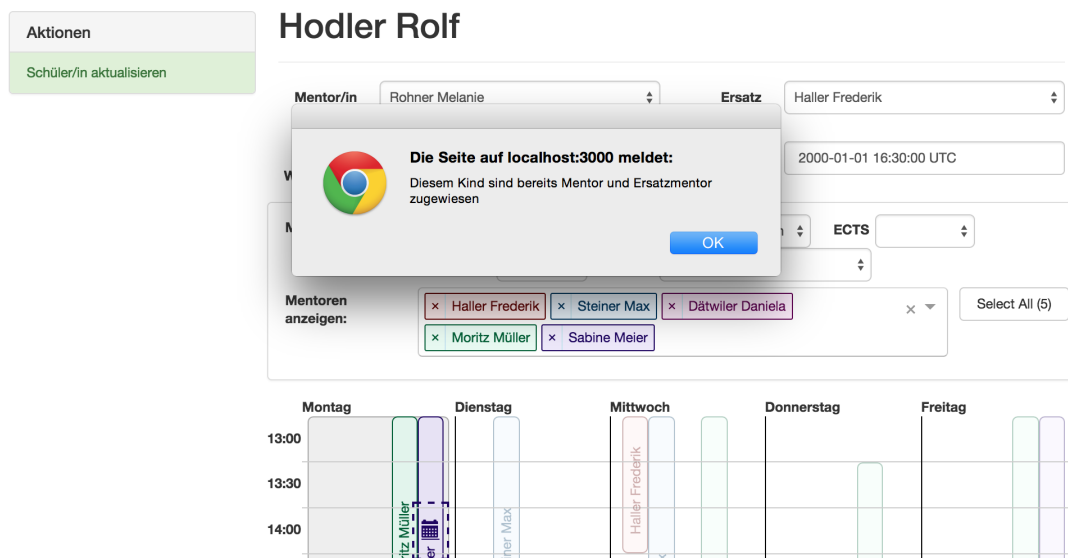 Aktionen
Schüler/in aktualisieren
Hodler Rolf
Mentor/in Rohner Melanie Ersatz Haller Frederik
2000-01-01 16:30:00 UTC
Die Seite auf localhost:3000 meldet:
Diesem Kind sind bereits Mentor und Ersatzmentor
zugewiesen
OK
ECTS
Mentoren
anzeigen:
× Haller Frederik × Steiner Max × Dätwiler Daniela
× Moritz Müller × Sabine Meier
Select All (5)
Montag Dienstag Mittwoch Donnerstag Freitag
13:00
13:30
14:00
Haller Frederik